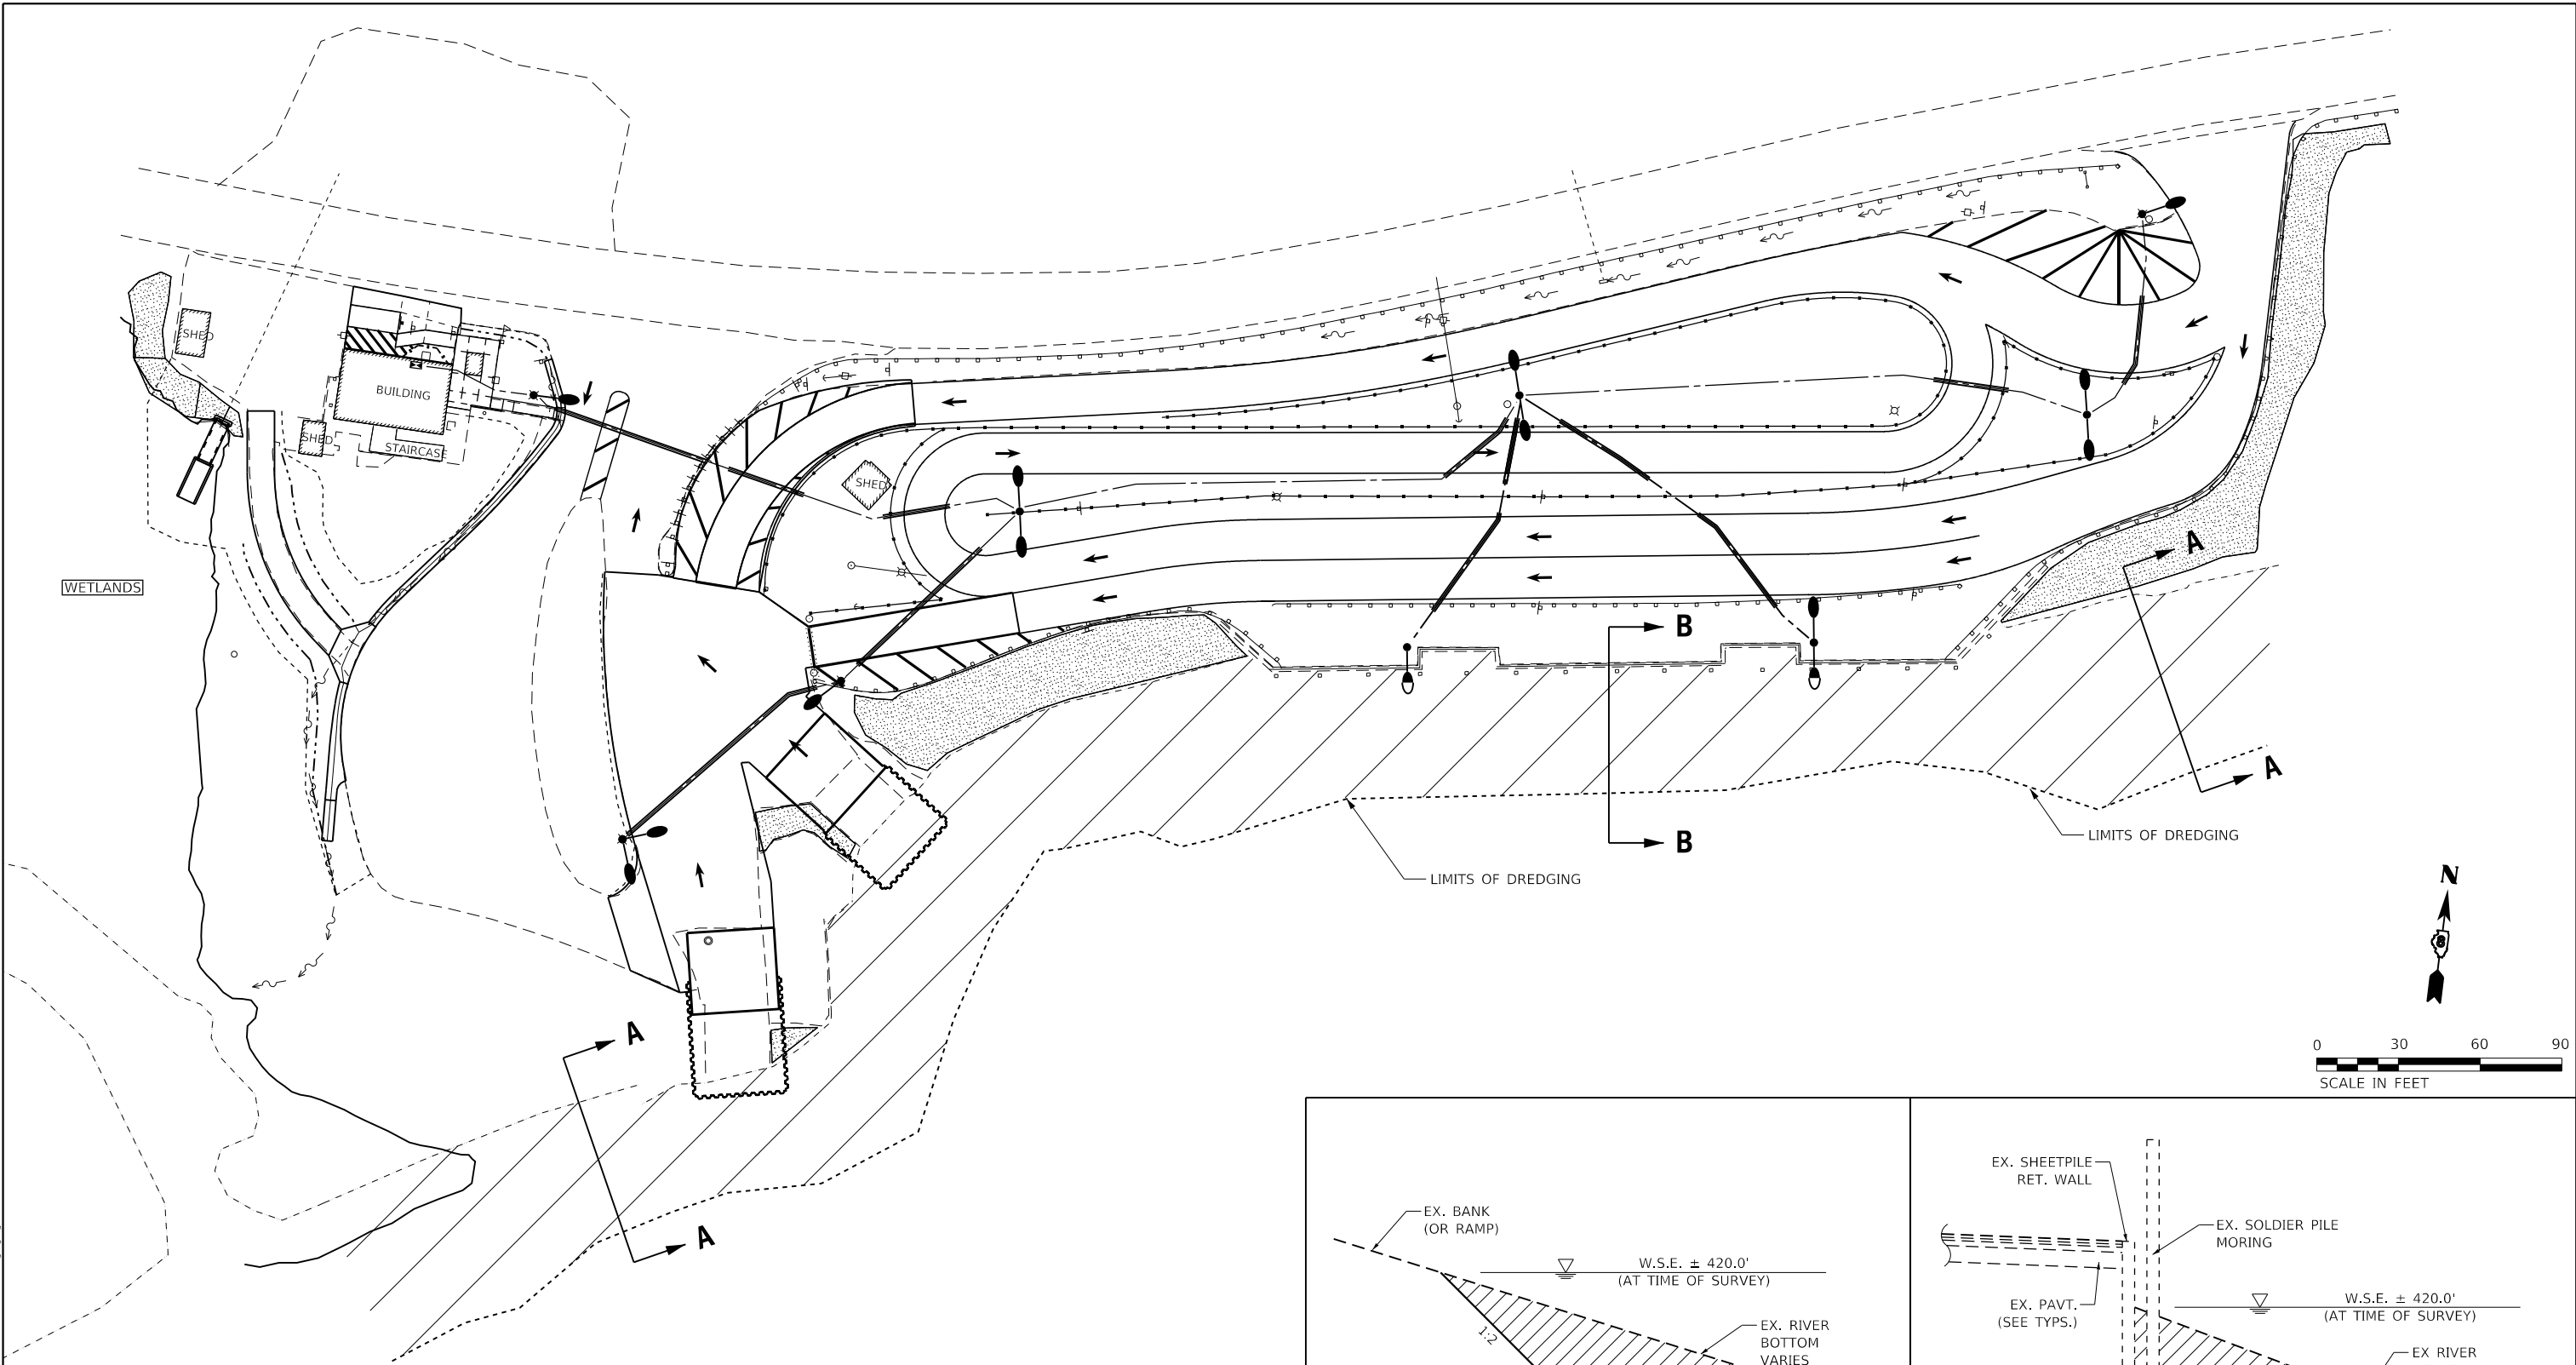 SHED
BUILDING
SHED
STAIRCASE
SHED
WETLANDS
A
B
A
B
LIMITS OF DREDGING
LIMITS OF DREDGING
N
8
0 30 60 90
SCALE IN FEET
A
A
EX. BANK
(OR RAMP)
W.S.E. ± 420.0'
(AT TIME OF SURVEY)
1:2
EX. RIVER
BOTTOM
VARIES
EX. SHEETPILE
RET. WALL
EX. SOLDIER PILE
MORING
EX. PAVT.
(SEE TYPS.)
W.S.E. ± 420.0'
(AT TIME OF SURVEY)
EX RIVER